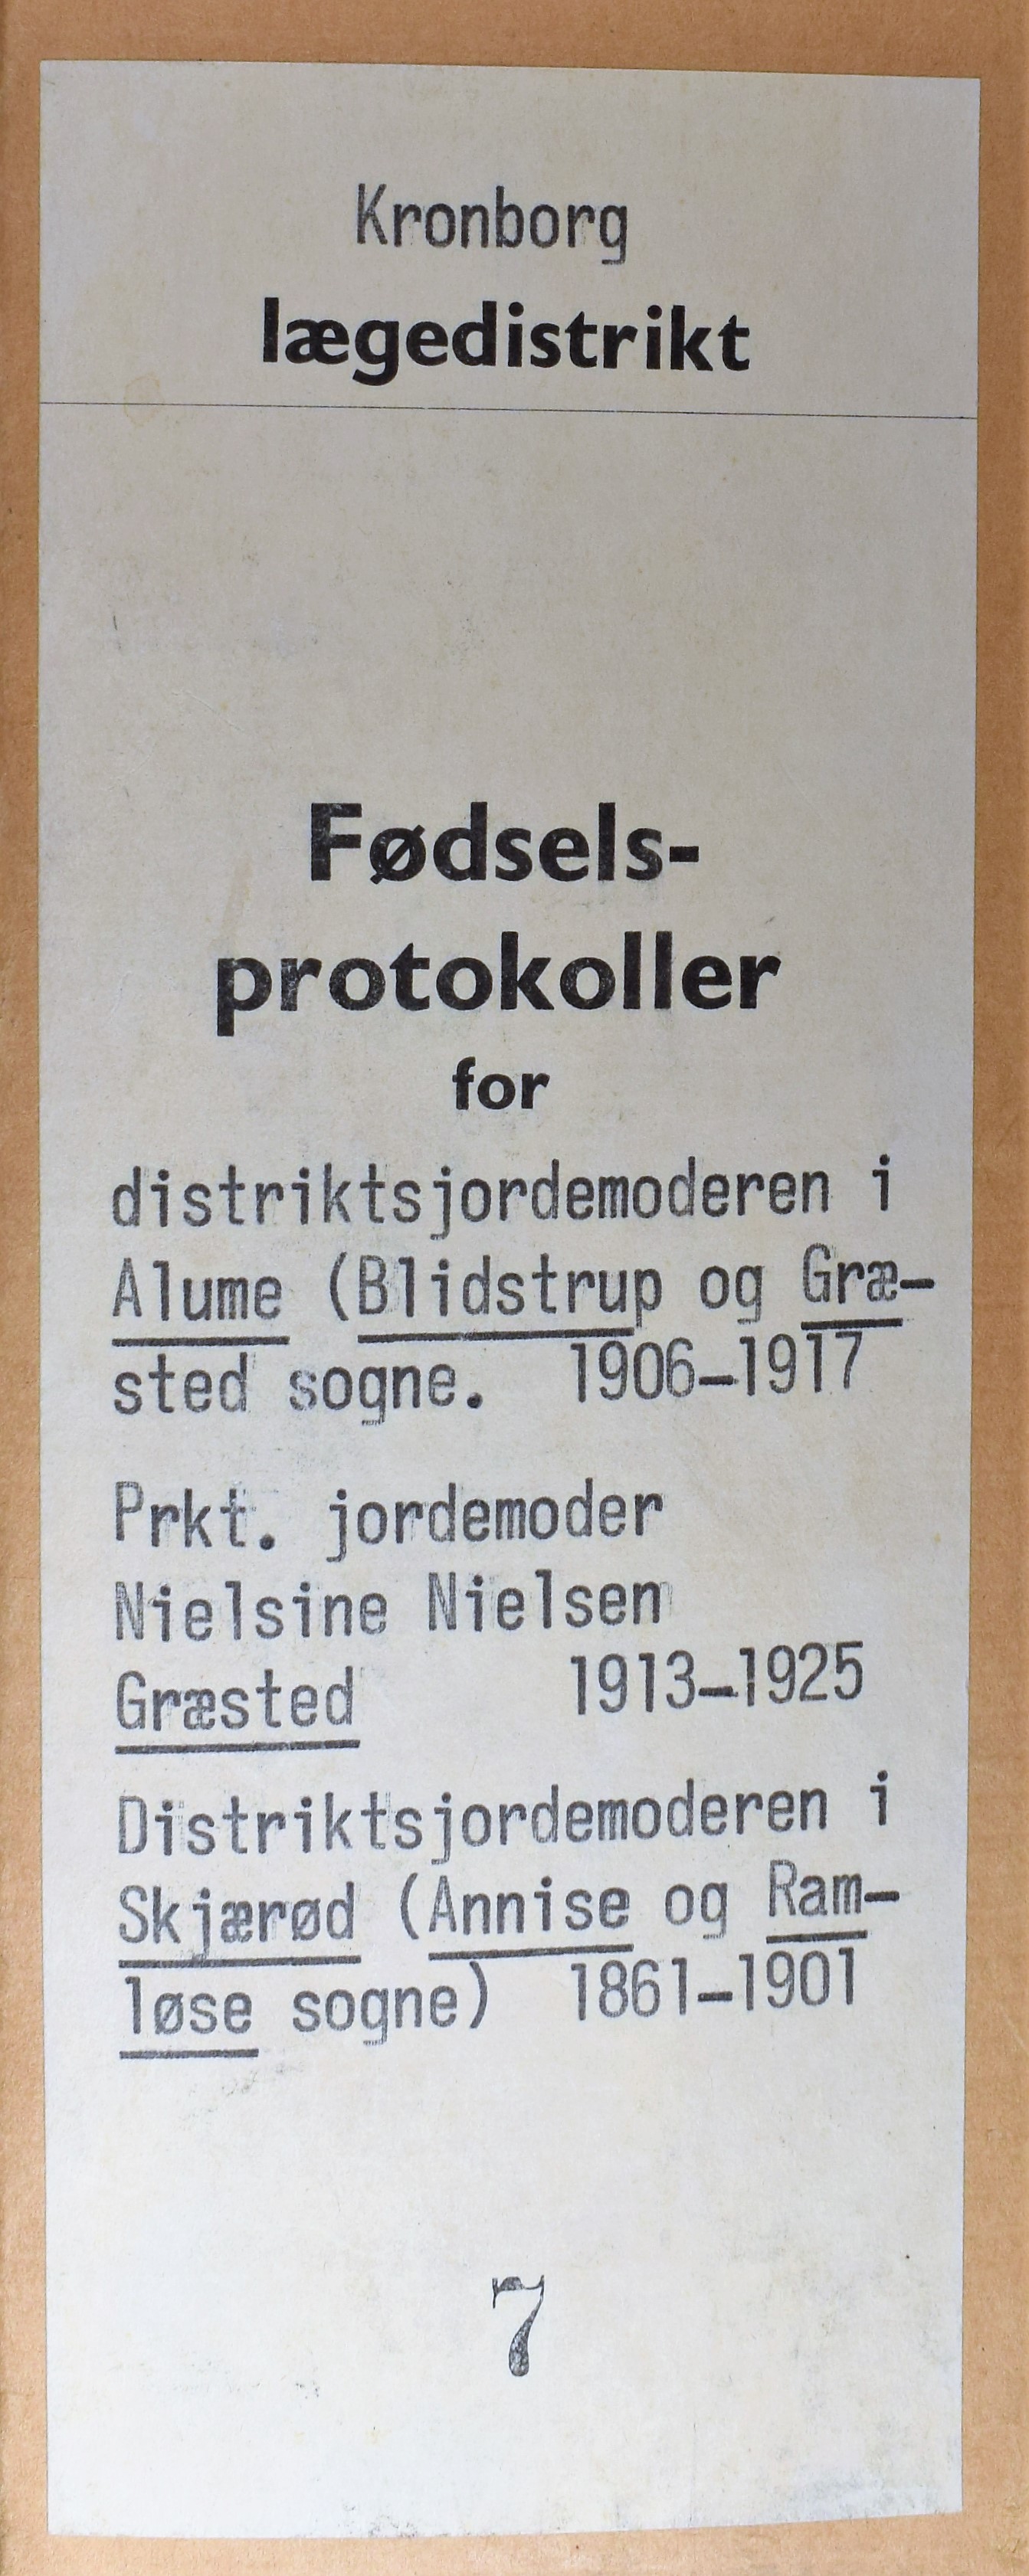 Kronborg
lægedistrikt
Fødsels-
protokoller
for
distriktsjordemoderen i
Alume (Blidstrup og Græ-
sted sogne. 1906-1917
Prkt. jordemoder
Nielsine Nielsen
Græsted 1913-1925
Distriktsjordemoderen i
Skjærød (Annise og Ram-
løse sogne) 1861-1901
7